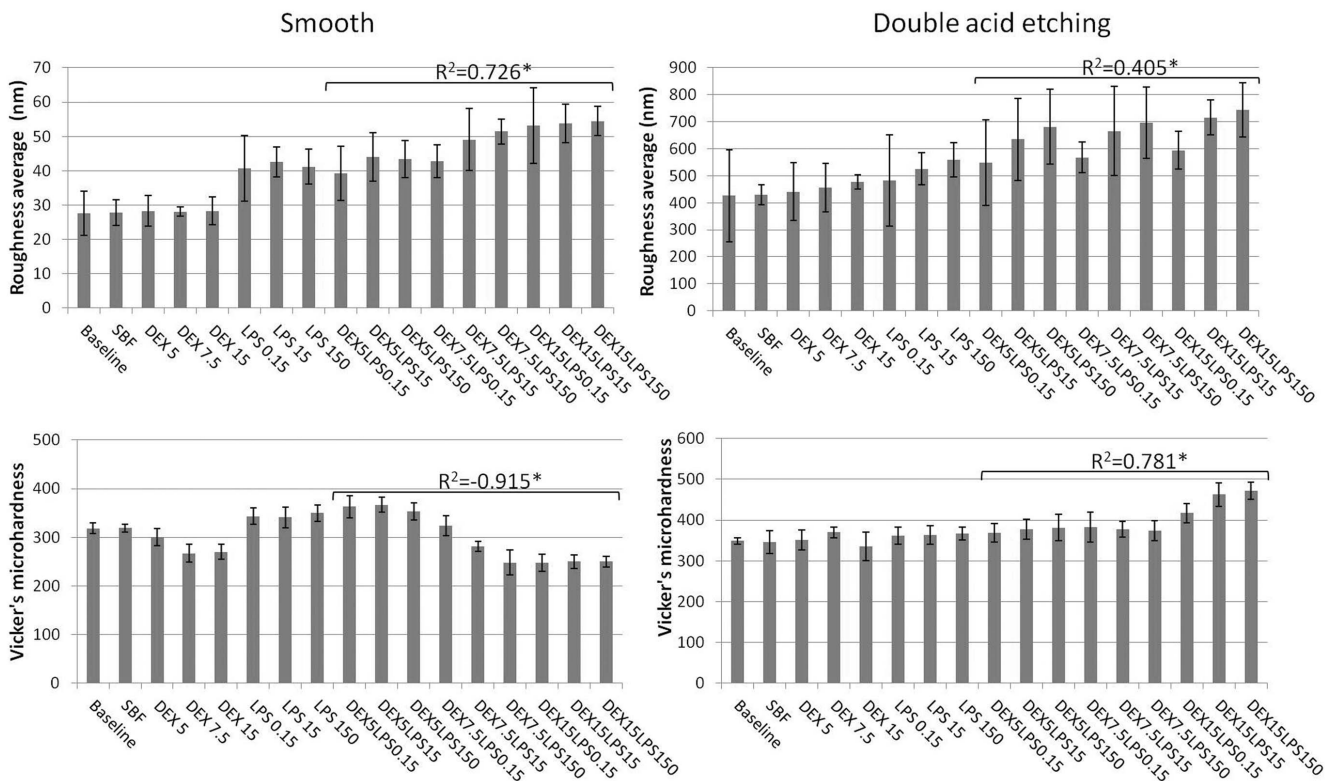 Smooth
Double acid etching
Roughness average (nm)
70
60
50
40
30
20
10
0
R²=0.726*
Baseline
SBF
DEX 5
DEX 7.5
DEX 15
LPS 0.15
LPS 15
LPS 150
DEX5LPS0.15
DEX5LPS15
DEX5LPS150
DEX7.5LPS0.15
DEX7.5LPS15
DEX7.5LPS150
DEX15LPS0.15
DEX15LPS15
DEX15LPS150
Roughness average (nm)
900
800
700
600
500
400
300
200
100
0
R²=0.405*
Baseline
SBF
DEX 5
DEX 7.5
DEX 15
LPS 0.15
LPS 15
LPS 150
DEX5LPS0.15
DEX5LPS15
DEX5LPS150
DEX7.5LPS0.15
DEX7.5LPS15
DEX7.5LPS150
DEX15LPS0.15
DEX15LPS15
DEX15LPS150
Vicker's microhardness
500
400
300
200
100
0
R²=-0.915*
Baseline
SBF
DEX 5
DEX 7.5
DEX 15
LPS 0.15
LPS 15
LPS 150
DEX5LPS0.15
DEX5LPS15
DEX5LPS150
DEX7.5LPS0.15
DEX7.5LPS15
DEX7.5LPS150
DEX15LPS0.15
DEX15LPS15
DEX15LPS150
Vicker's microhardness
600
500
400
300
200
100
0
R²=0.781*
Baseline
SBF
DEX 5
DEX 7.5
DEX 15
LPS 0.15
LPS 15
LPS 150
DEX5LPS0.15
DEX5LPS15
DEX5LPS150
DEX7.5LPS0.15
DEX7.5LPS15
DEX7.5LPS150
DEX15LPS0.15
DEX15LPS15
DEX15LPS150